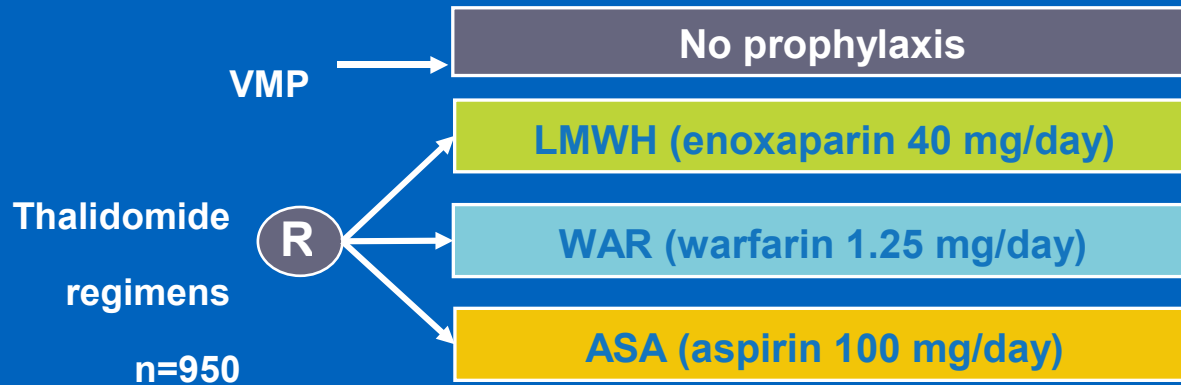 No prophylaxis
VMP
LMWH (enoxaparin 40 mg/day)
Thalidomide
R
WAR (warfarin 1.25 mg/day)
regimens
ASA (aspirin 100 mg/day)
n=950